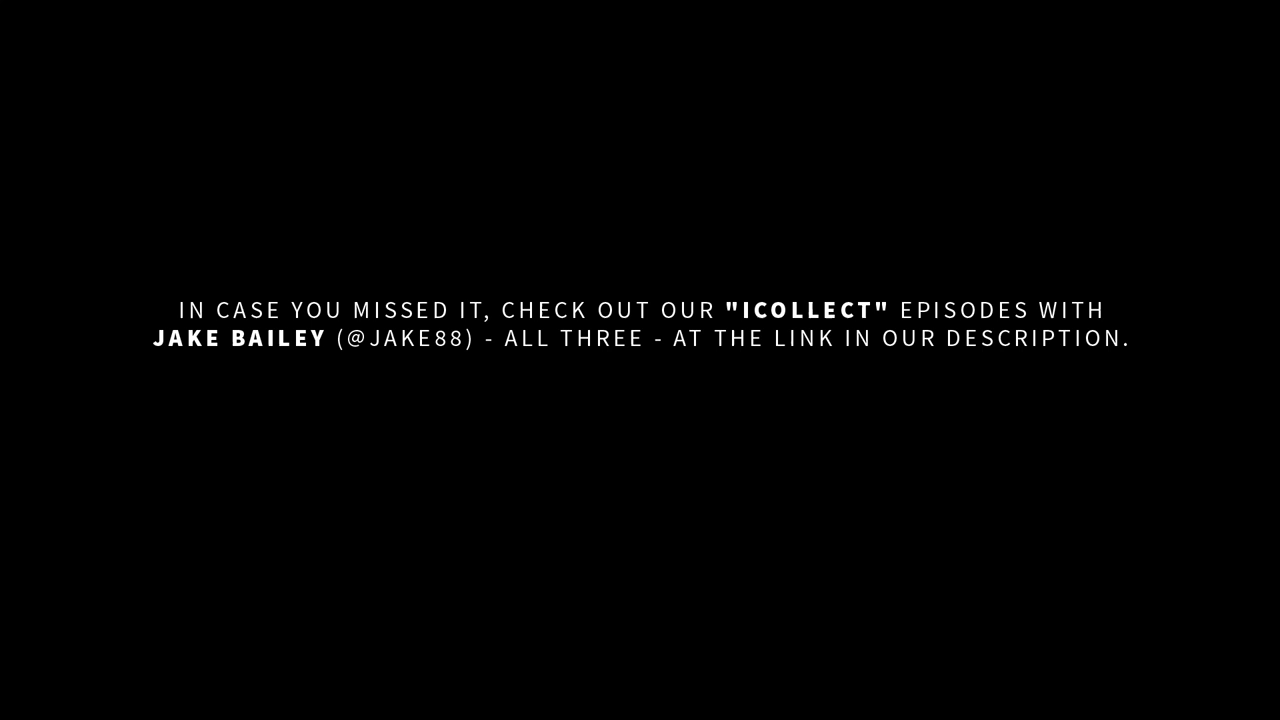 IN CASE YOU MISSED IT, CHECK OUT OUR "ICOLLECT" EPISODES WITH
JAKE BAILEY (@JAKE88) - ALL THREE - AT THE LINK IN OUR DESCRIPTION.